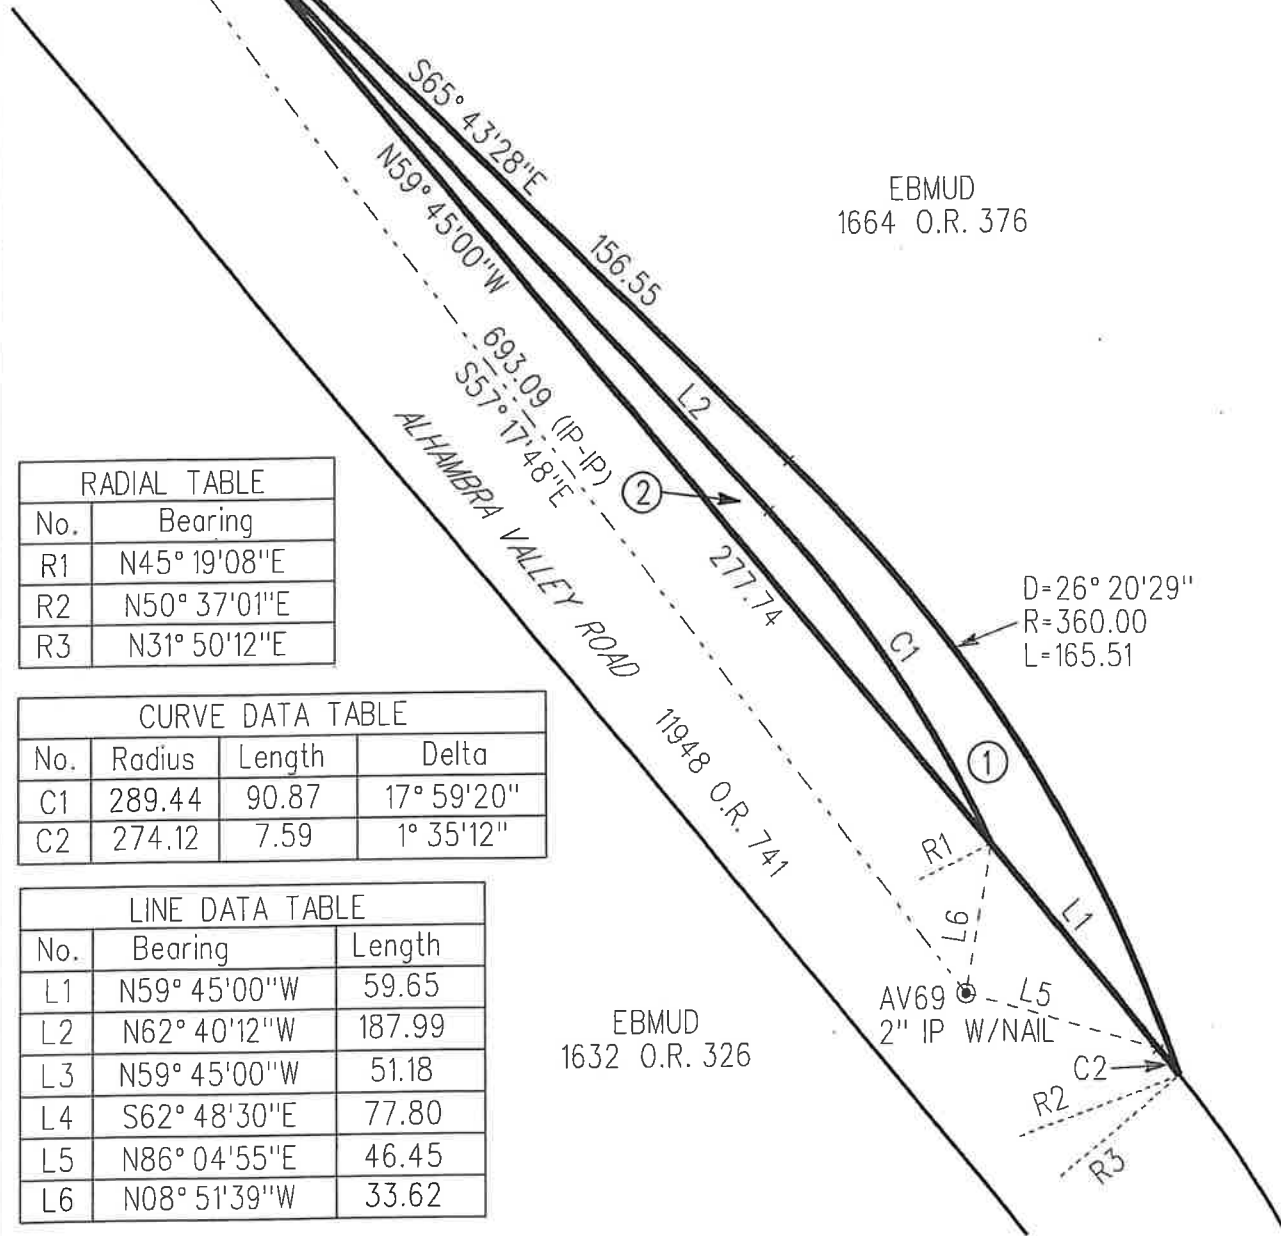 S65° 43'28"E
N59° 45'00"W
156.55
EBMUD
1664 O.R. 376
693.09 (IP-IP)
S57° 17'48"E
L2
ALHAMBRA VALLEY ROAD
11948 O.R. 741
2
277.74
C1
1
D=26° 20'29"
R=360.00
L=165.51
RADIAL TABLE
No. Bearing
R1 N45° 19'08"E
R2 N50° 37'01"E
R3 N31° 50'12"E
CURVE DATA TABLE
No. Radius Length Delta
C1 289.44 90.87 17° 59'20"
C2 274.12 7.59 1° 35'12"
LINE DATA TABLE
No. Bearing Length
L1 N59° 45'00"W 59.65
L2 N62° 40'12"W 187.99
L3 N59° 45'00"W 51.18
L4 S62° 48'30"E 77.80
L5 N86° 04'55"E 46.45
L6 N08° 51'39"W 33.62
R1
L6
L1
AV69
2" IP W/NAIL
L5
C2
R2
R3
EBMUD
1632 O.R. 326